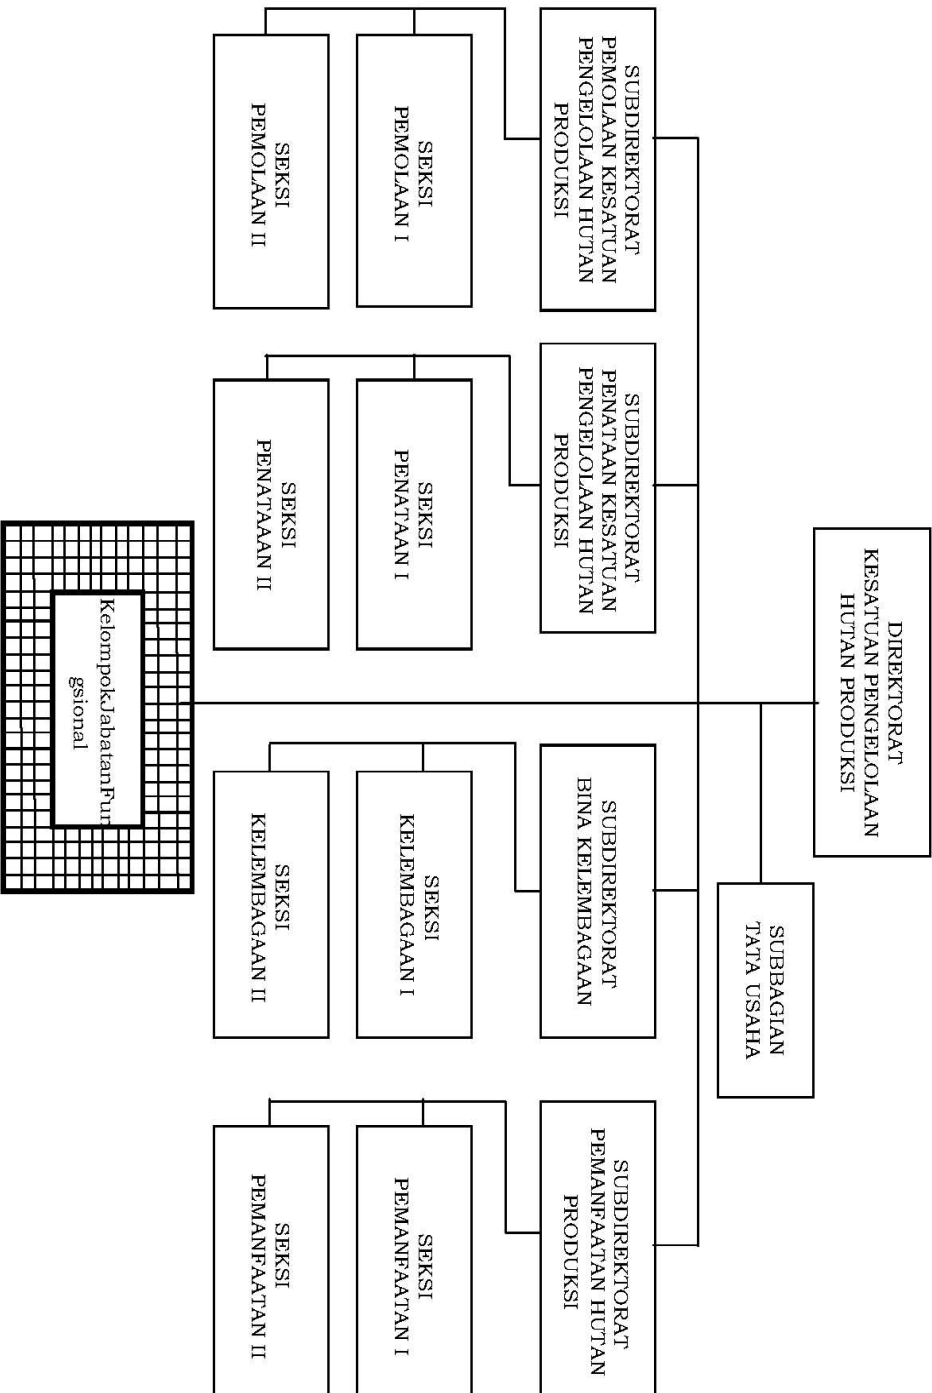 DIREKTORAT
KESATUAN PENGELOLAAN
HUTAN PRODUKSI
SUBBAGIAN
TATA USAHA
SUBDIREKTORAT
PEMOLAAN KESATUAN
PENGELOLAAN HUTAN
PRODUKSI
SUBDIREKTORAT
PENATAAN KESATUAN
PENGELOLAAN HUTAN
PRODUKSI
SUBDIREKTORAT
BINA KELEMBAGAAN
SUBDIREKTORAT
PEMANFAATAN HUTAN
PRODUKSI
SEKSI
PEMOLAAN I
SEKSI
PENATAAN I
SEKSI
KELEMBAGAAN I
SEKSI
PEMANFAATAN I
SEKSI
PEMOLAAN II
SEKSI
PENATAAAN II
SEKSI
KELEMBAGAAN II
SEKSI
PEMANFAATAN II
KelompokJabatanFun
gsional